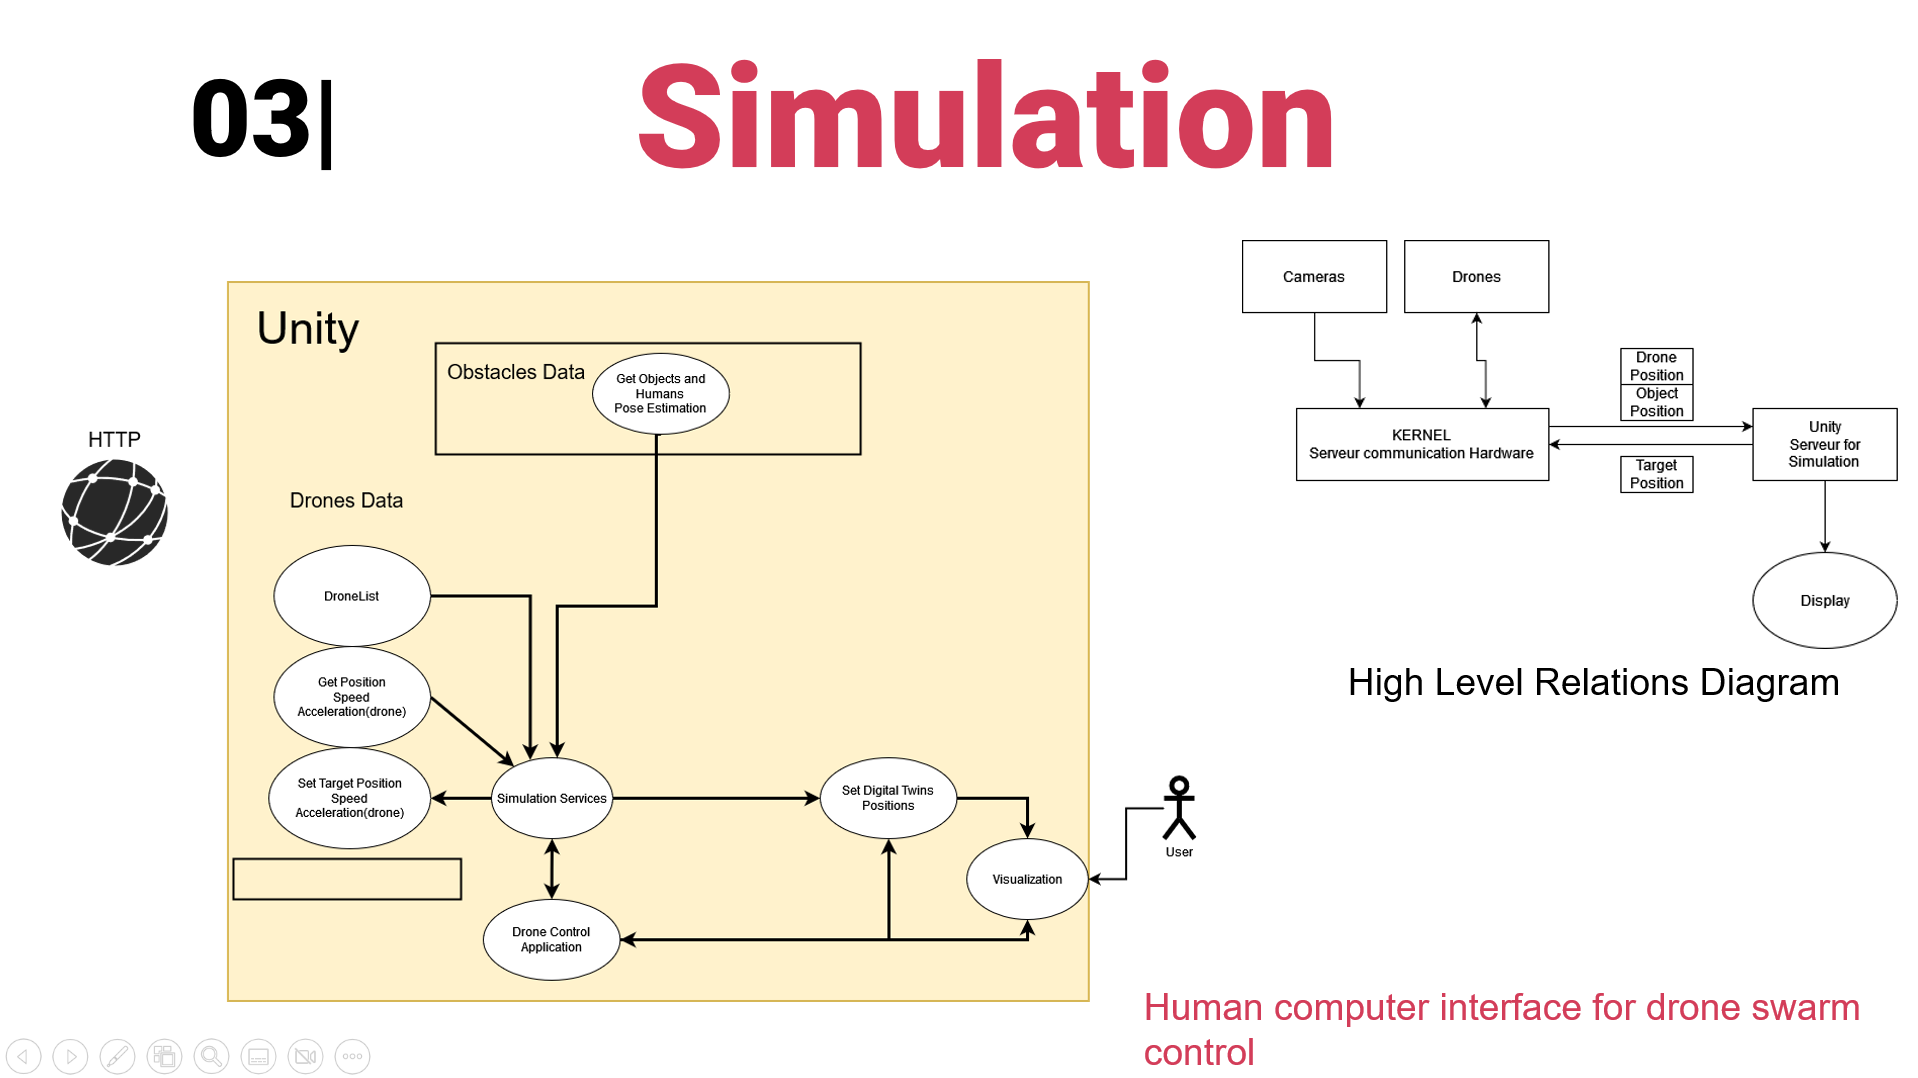 03|
Simulation
HTTP
Unity
Obstacles Data
Get Objects and
Humans
Pose Estimation
Drones Data
DroneList
Get Position
Speed
Acceleration(drone)
Set Target Position
Speed
Acceleration(drone)
Simulation Services
Set Digital Twins
Positions
Drone Control
Application
Visualization
User
Cameras
Drones
KERNEL
Serveur communication Hardware
Drone
Position
Object
Position
Target
Position
Unity
Serveur for
Simulation
Display
High Level Relations Diagram
Human computer interface for drone swarm
control